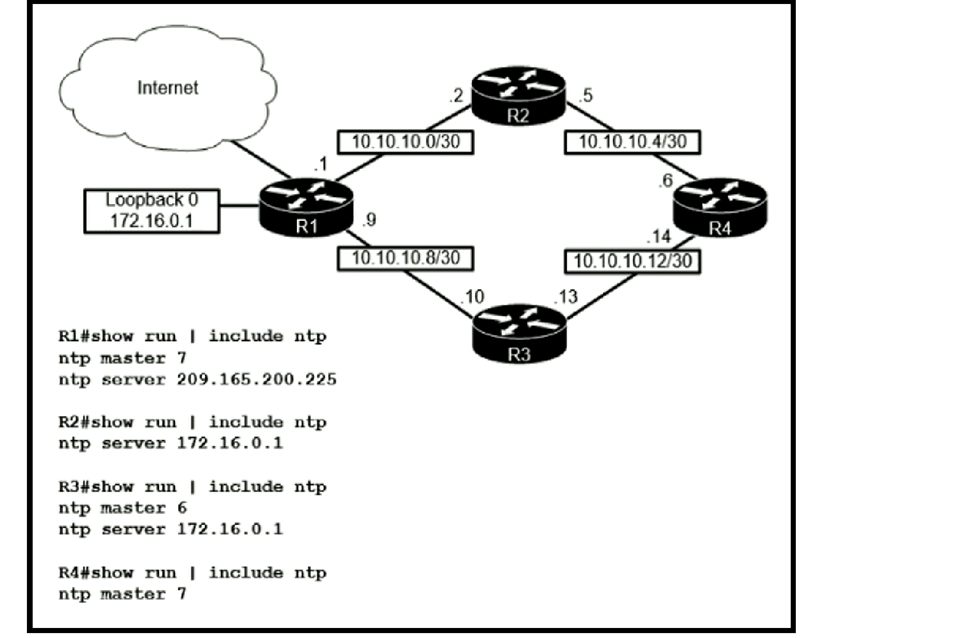 Internet
.2
R2
.5
10.10.10.0/30
10.10.10.4/30
.1
.6
Loopback 0
172.16.0.1
R1
R4
.9
.14
10.10.10.8/30
10.10.10.12/30
.10
.13
R3
R1#show run | include ntp
ntp master 7
ntp server 209.165.200.225
R2#show run | include ntp
ntp server 172.16.0.1
R3#show run | include ntp
ntp master 6
ntp server 172.16.0.1
R4#show run | include ntp
ntp master 7